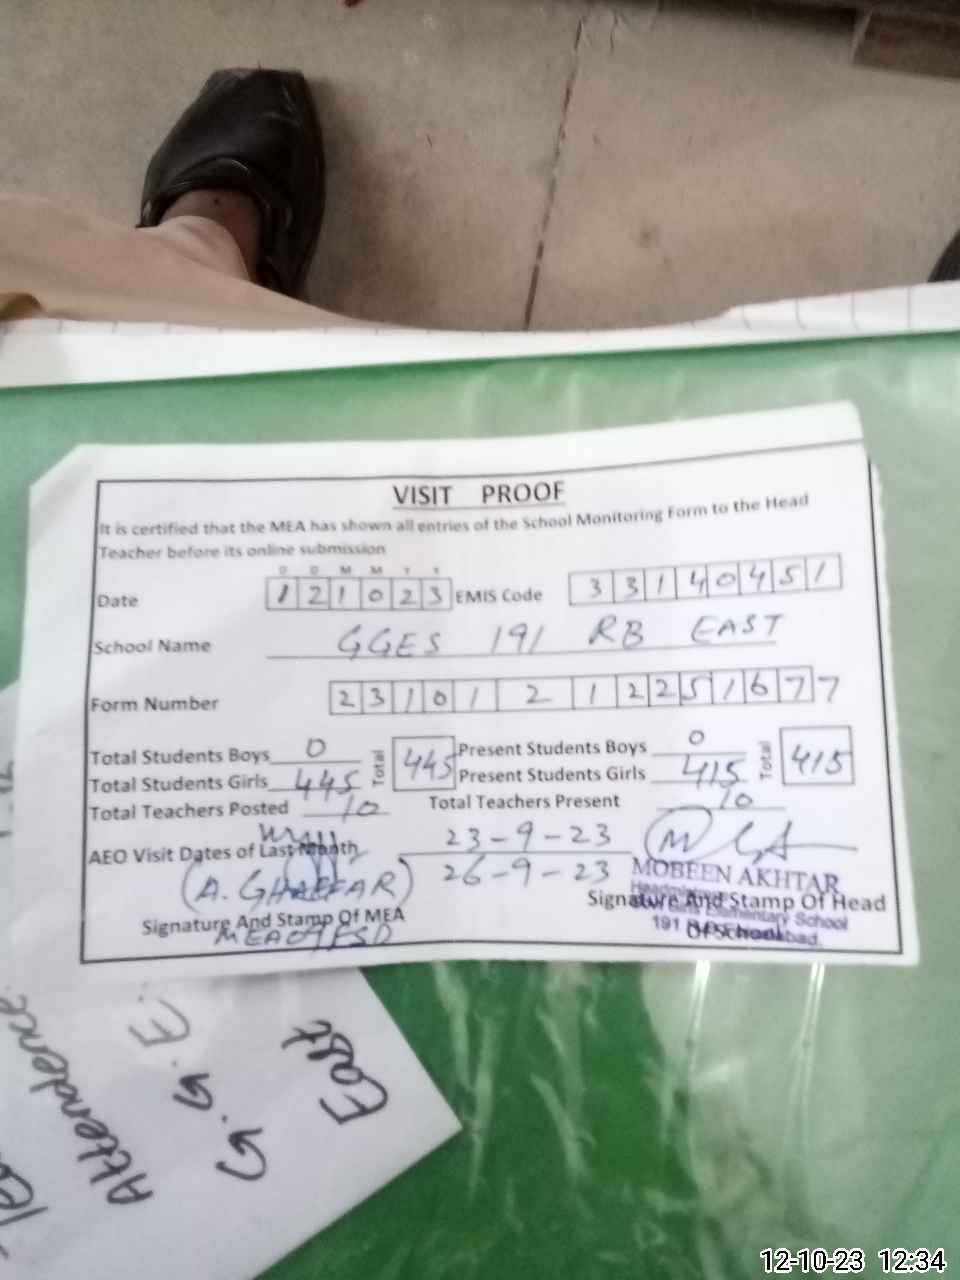 VISIT PROOF
It is certified that the MEA has shown all entries of the School Monitoring Form to the Head
Teacher before its online submission
D D M M Y Y
Date 1 2 1 0 2 3 EMIS Code 3 3 1 4 0 4 5 1
School Name GGES 191 RB EAST
Form Number 2 3 1 0 1 2 1 2 2 5 1 6 7 7
Total Students Boys 0 Total 445 Present Students Boys 0 Total 415
Total Students Girls 445 Present Students Girls 415
Total Teachers Posted 10 Total Teachers Present 10
AEO Visit Dates of Last Month 23-9-23
26-9-23
(A. GHAFFAR)
MOBEEN AKHTAR
Signature And Stamp Of MEA
Signature And Stamp Of Head
Elementary School
191
Of School
Attendence
G.G.E.
East
12-10-23 12:34